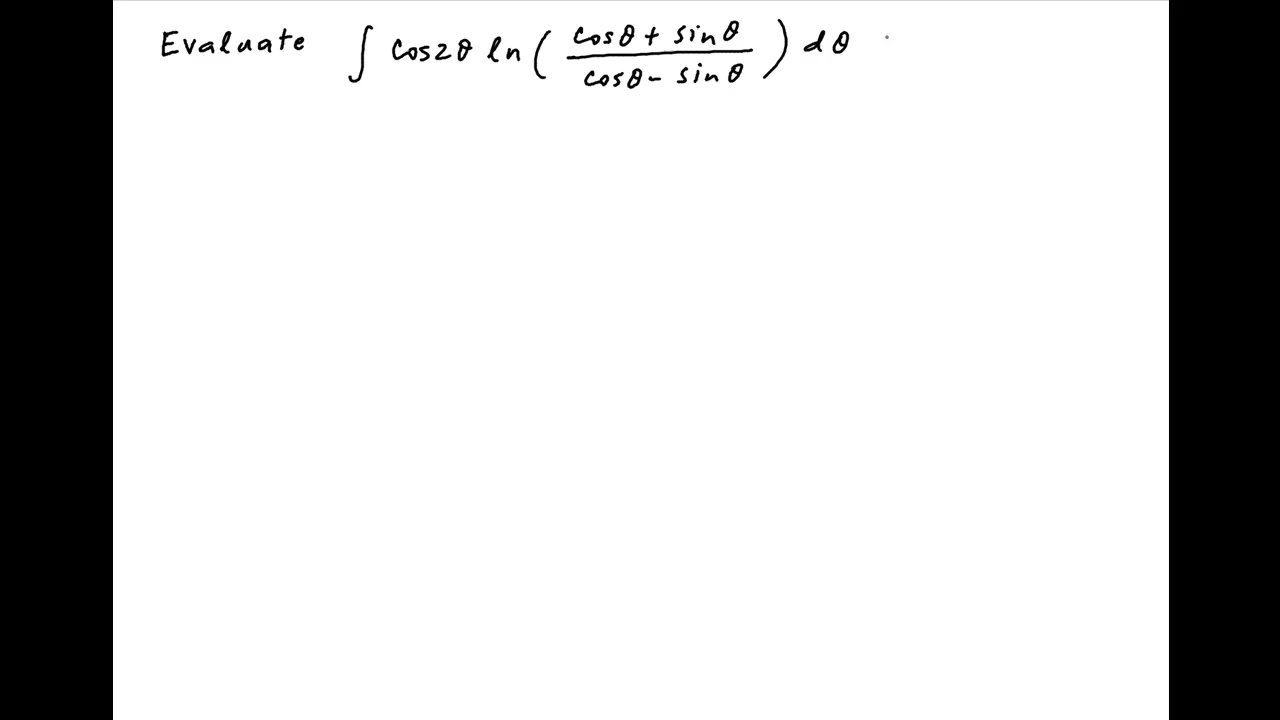 Evaluate ∫ cos2θ ln( (cosθ + sinθ)/(cosθ - sinθ) ) dθ